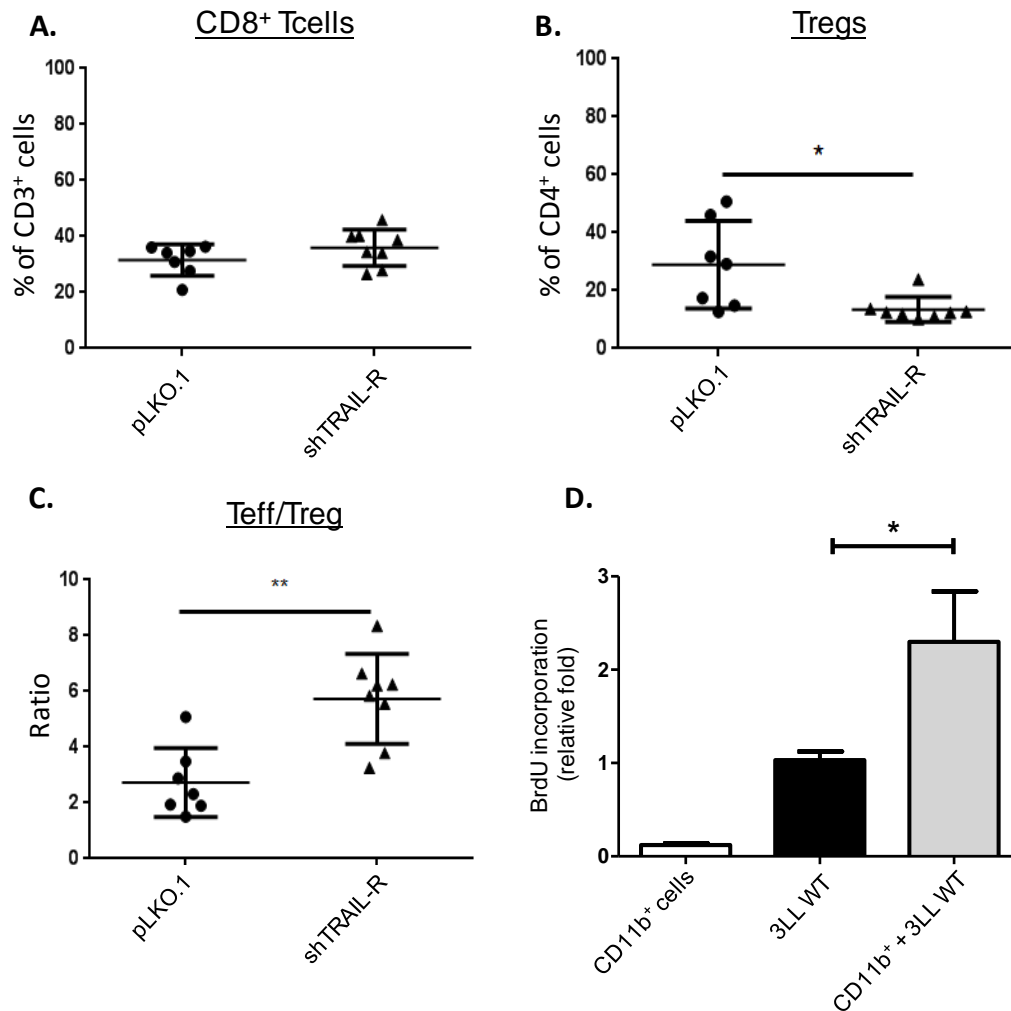 A.
CD8⁺ Tcells
% of CD3⁺ cells
100
80
60
40
20
0
pLKO.1
shTRAIL-R
B.
Tregs
% of CD4⁺ cells
100
80
60
40
20
0
*
pLKO.1
shTRAIL-R
C.
Teff/Treg
Ratio
10
8
6
4
2
0
**
pLKO.1
shTRAIL-R
D.
BrdU incorporation
(relative fold)
3
2
1
0
*
CD11b⁺ cells
3LL WT
CD11b⁺ + 3LL WT